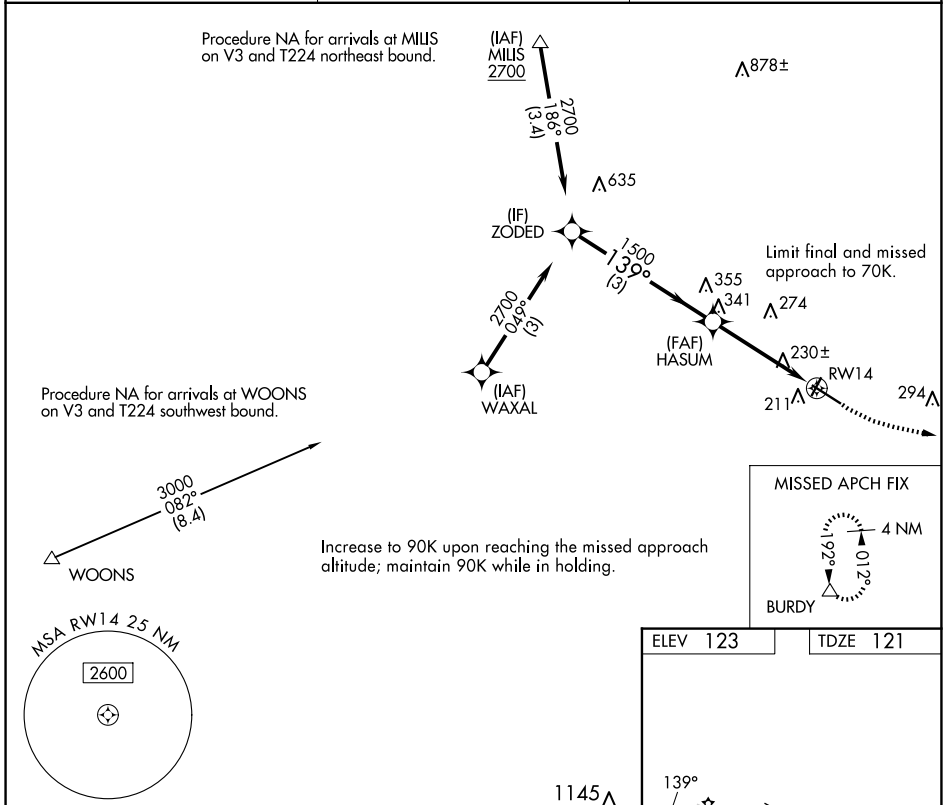 Procedure NA for arrivals at MILIS
on V3 and T224 northeast bound.
(IAF)
MILIS
2700
878±
2700
186°
(3.4)
635
(IF)
ZODED
1500
139°
(3)
Limit final and missed
approach to 70K.
355
341
274
2700
049°
(3)
(FAF)
HASUM
230±
RW14
(IAF)
WAXAL
211
294
Procedure NA for arrivals at WOONS
on V3 and T224 southwest bound.
3000
082°
(8.4)
WOONS
Increase to 90K upon reaching the missed approach
altitude; maintain 90K while in holding.
MISSED APCH FIX
4 NM
192°
012°
BURDY
MSA RW14 25 NM
2600
ELEV 123
TDZE 121
139°
1145